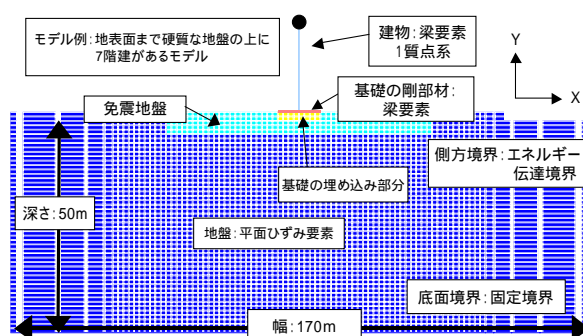 モデル例：地表面まで硬質な地盤の上に
7階建があるモデル
建物：梁要素
1質点系
Y
X
免震地盤
基礎の剛部材：
梁要素
側方境界：エネルギー
伝達境界
基礎の埋め込み部分
深さ：50m
地盤：平面ひずみ要素
底面境界：固定境界
幅：170m